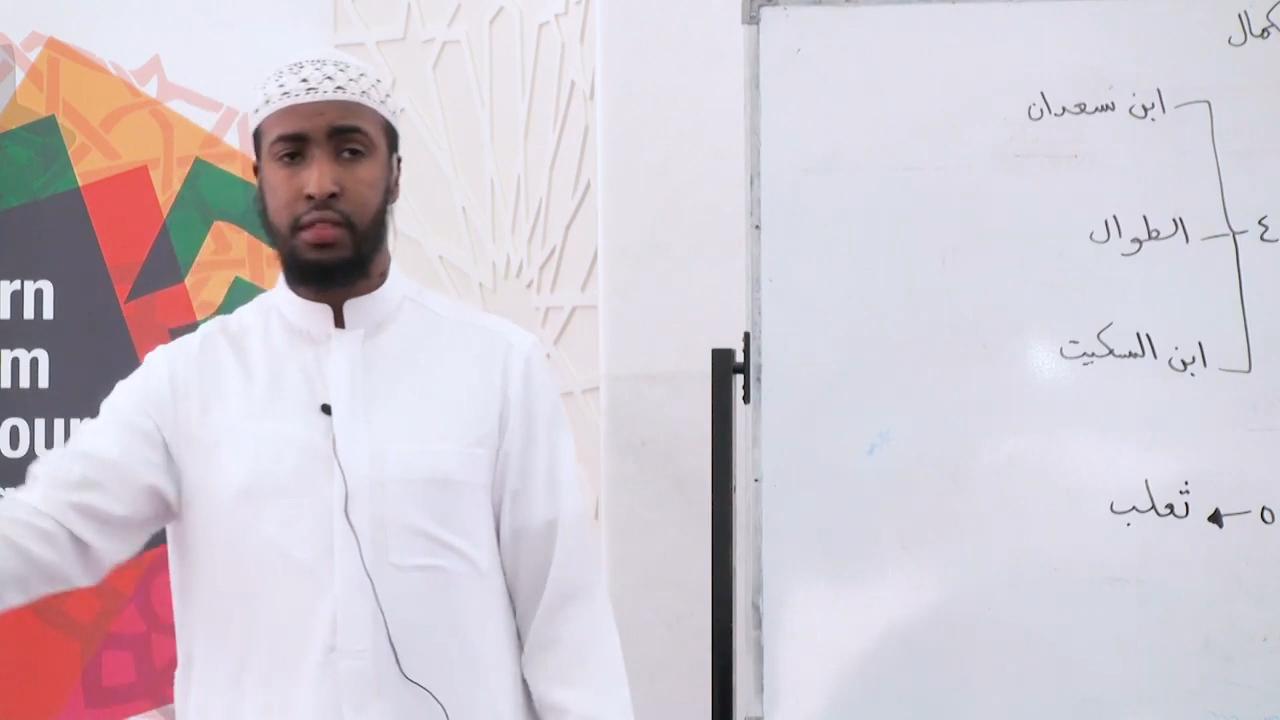 rn
m
our
كمال
ابن سعدان
٤ الطوال
ابن السكيت
٥ ← ثعلب